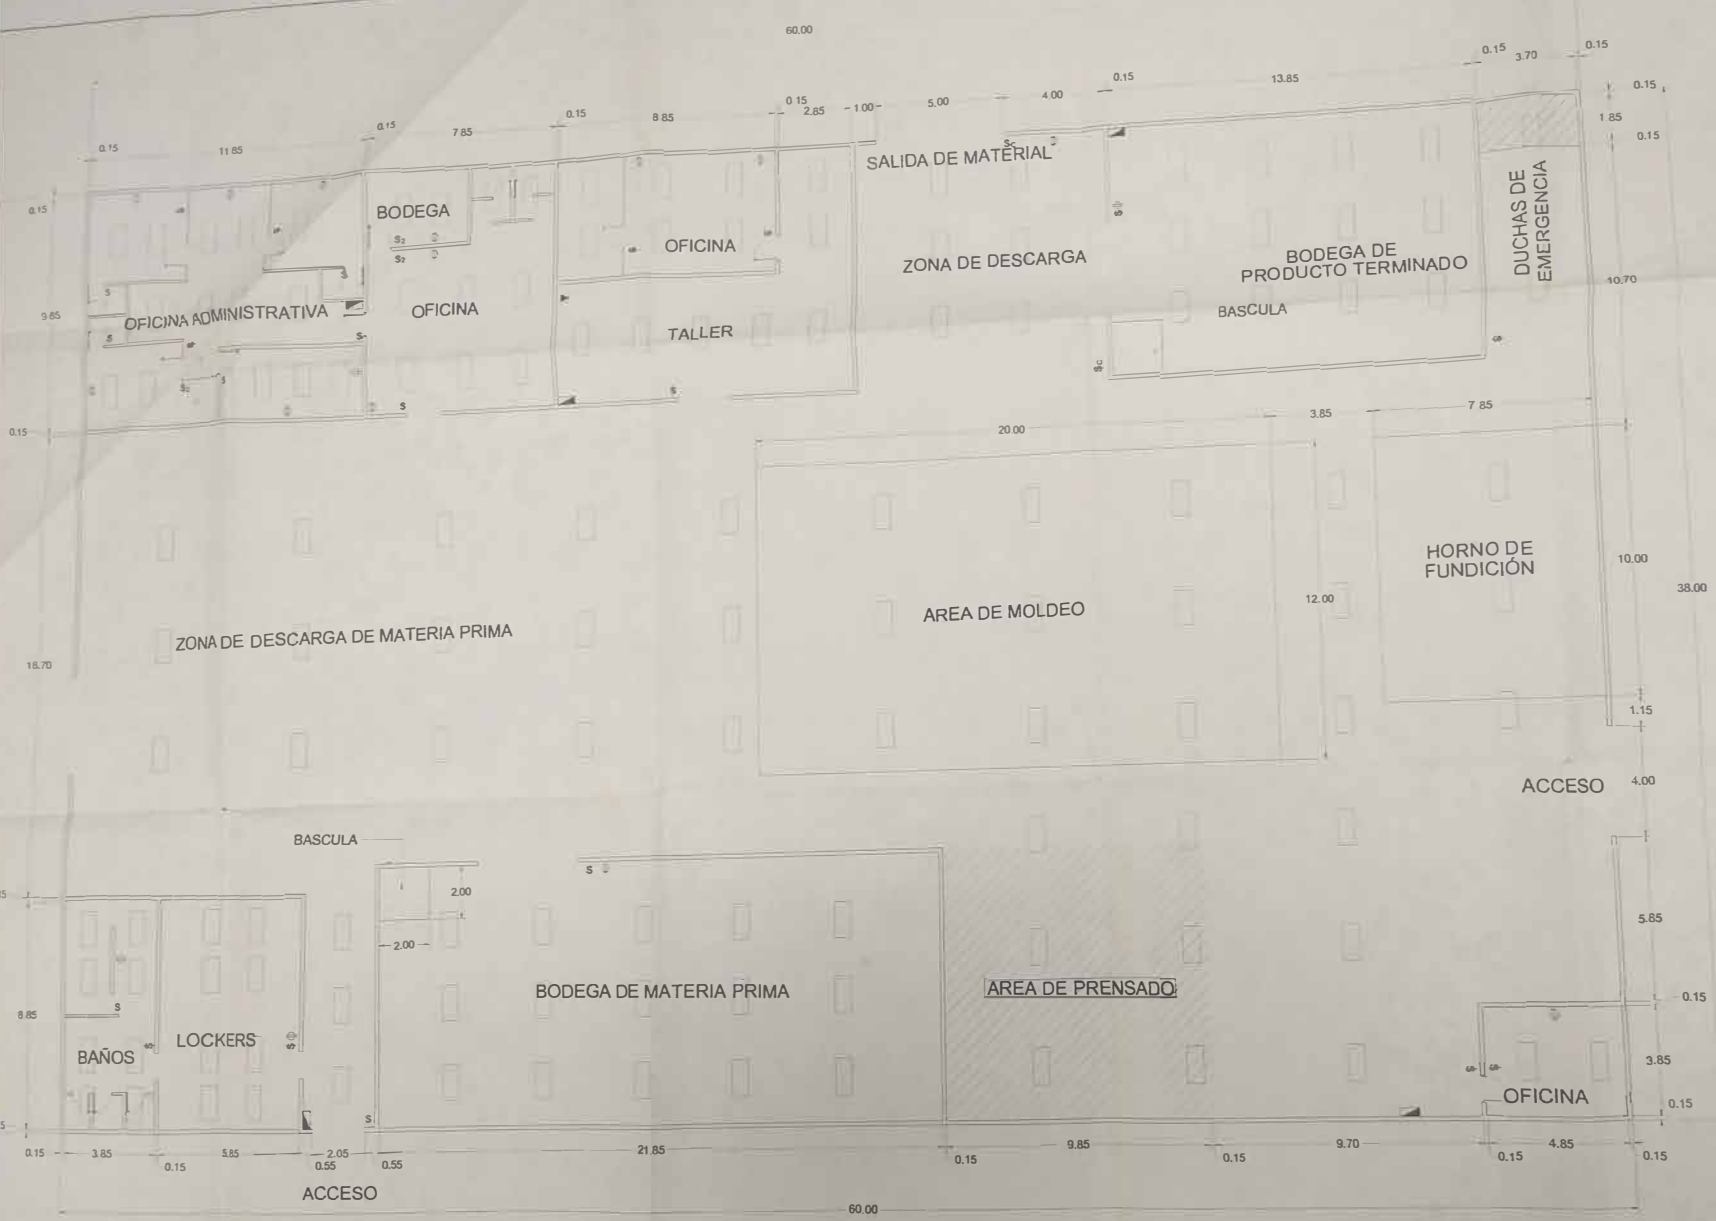 60.00
0.15
3.70
0.15
0.15
13.85
0.15
4.00
5.00
1.00
2.85
0.15
8.85
0.15
7.85
0.15
11.85
0.15
0.15
1.85
0.15
SALIDA DE MATERIAL
Sc
BODEGA
DUCHAS DE
EMERGENCIA
0.15
S2
S2
OFICINA
ZONA DE DESCARGA
S
BODEGA DE
PRODUCTO TERMINADO
10.70
9.85
OFICINA ADMINISTRATIVA
OFICINA
TALLER
BASCULA
S
S
S
S
Sc
S
S
S
0.15
20.00
3.85
7.85
HORNO DE
FUNDICIÓN
10.00
38.00
AREA DE MOLDEO
12.00
ZONA DE DESCARGA DE MATERIA PRIMA
18.70
1.15
ACCESO
4.00
BASCULA
S
2.00
2.00
5.85
AREA DE PRENSADO
BODEGA DE MATERIA PRIMA
0.15
S
8.85
BAÑOS
S
LOCKERS
S
3.85
S
S
OFICINA
0.15
S
0.15
3.85
0.15
5.85
0.55
2.05
0.55
21.85
0.15
9.85
0.15
9.70
0.15
4.85
0.15
ACCESO
60.00